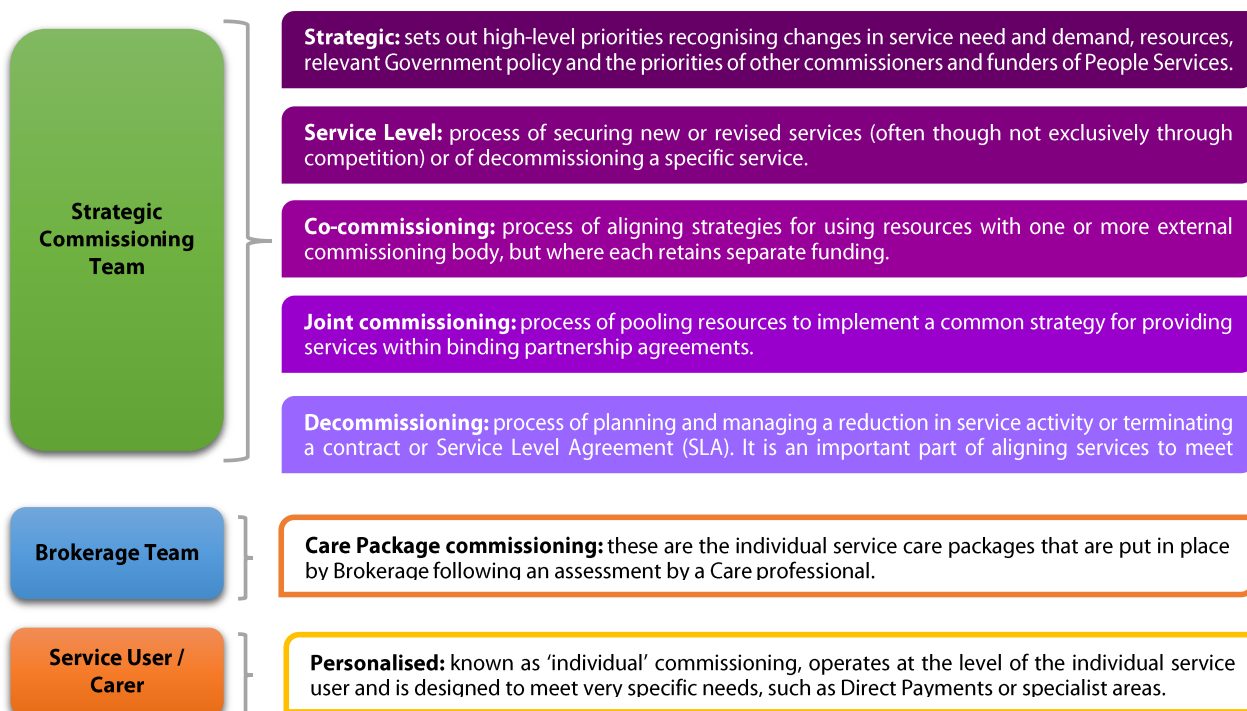 Strategic: sets out high-level priorities recognising changes in service need and demand, resources,
relevant Government policy and the priorities of other commissioners and funders of People Services.
Service Level: process of securing new or revised services (often though not exclusively through
competition) or of decommissioning a specific service.
Strategic
Commissioning
Team
Co-commissioning: process of aligning strategies for using resources with one or more external
commissioning body, but where each retains separate funding.
Joint commissioning: process of pooling resources to implement a common strategy for providing
services within binding partnership agreements.
Decommissioning: process of planning and managing a reduction in service activity or terminating
a contract or Service Level Agreement (SLA). It is an important part of aligning services to meet
Brokerage Team
Care Package commissioning: these are the individual service care packages that are put in place
by Brokerage following an assessment by a Care professional.
Service User /
Carer
Personalised: known as ‘individual’ commissioning, operates at the level of the individual service
user and is designed to meet very specific needs, such as Direct Payments or specialist areas.